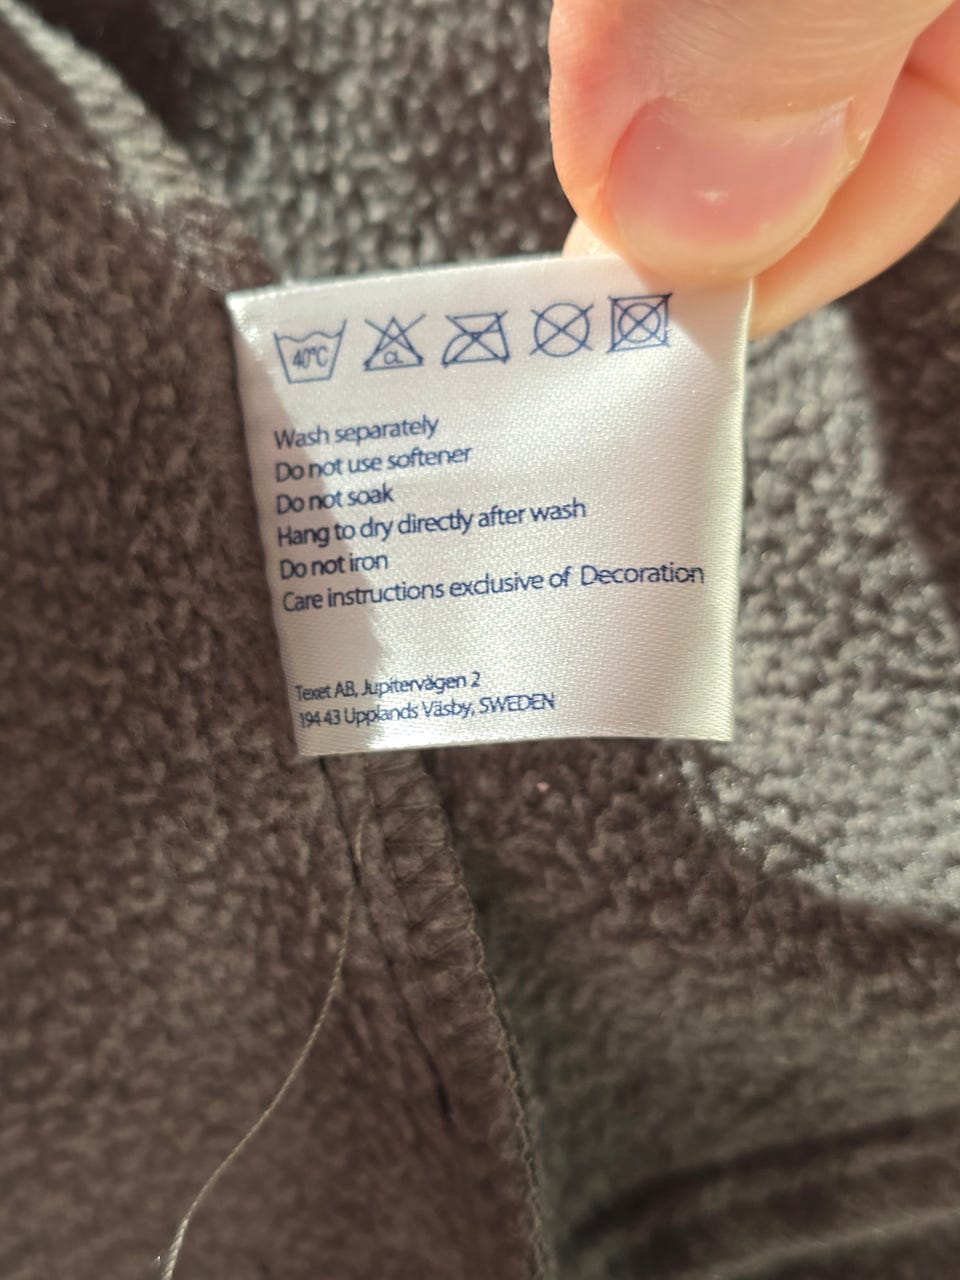 40°C CL
Wash separately
Do not use softener
Do not soak
Hang to dry directly after wash
Do not iron
Care instructions exclusive of Decoration
Texet AB, Jupitervägen 2
194 43 Upplands Väsby, SWEDEN